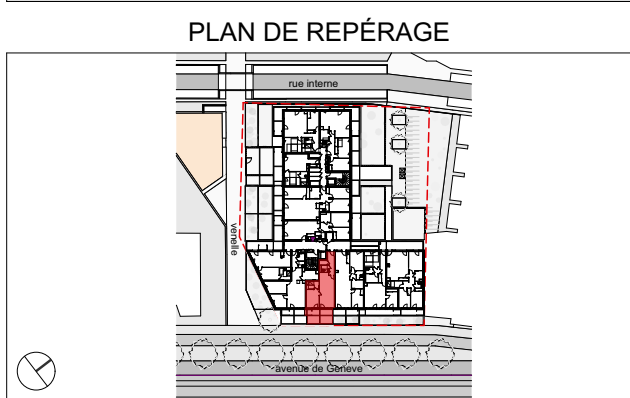 PLAN DE REPÉRAGE
rue interne
venelle
avenue de Genève